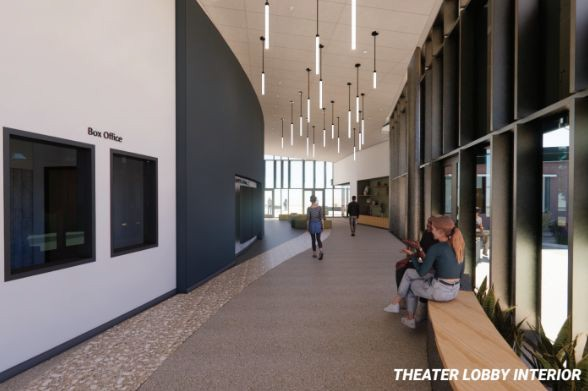 Box Office
THEATER LOBBY INTERIOR